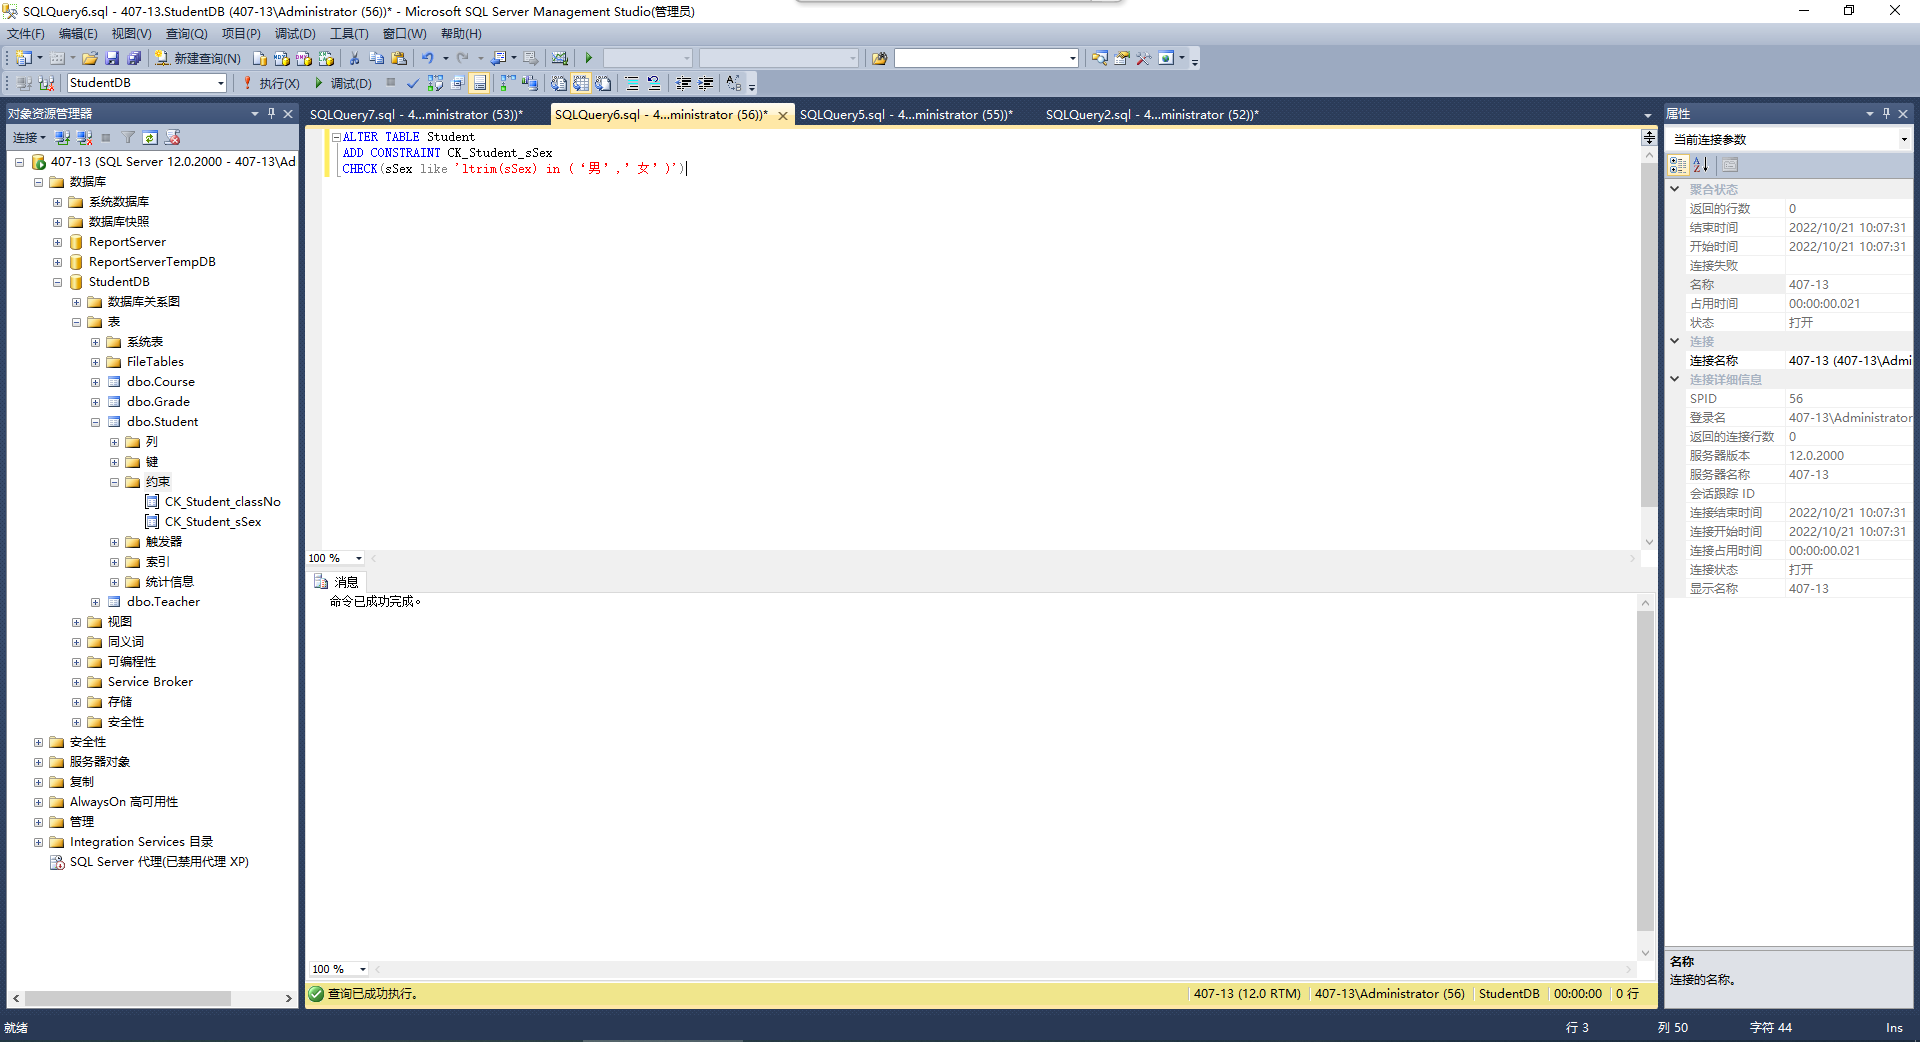 SQLQuery6.sql - 407-13.StudentDB (407-13\Administrator (56))* - Microsoft SQL Server Management Studio(管理员)
文件(F) 编辑(E) 视图(V) 查询(Q) 项目(P) 调试(D) 工具(T) 窗口(W) 帮助(H)
新建查询(N)
StudentDB 执行(X) 调试(D)
对象资源管理器
连接
407-13 (SQL Server 12.0.2000 - 407-13\Ad
数据库
系统数据库
数据库快照
ReportServer
ReportServerTempDB
StudentDB
数据库关系图
表
系统表
FileTables
dbo.Course
dbo.Grade
dbo.Student
列
键
约束
CK_Student_classNo
CK_Student_sSex
触发器
索引
统计信息
dbo.Teacher
视图
同义词
可编程性
Service Broker
存储
安全性
安全性
服务器对象
复制
AlwaysOn 高可用性
管理
Integration Services 目录
SQL Server 代理(已禁用代理 XP)
SQLQuery7.sql - 4...ministrator (53))* SQLQuery6.sql - 4...ministrator (56))* SQLQuery5.sql - 4...ministrator (55))* SQLQuery2.sql - 4...ministrator (52))*
ALTER TABLE Student
ADD CONSTRAINT CK_Student_sSex
CHECK(sSex like 'ltrim(sSex) in (‘男’,’女’)')
100 %
消息
命令已成功完成。
100 %
查询已成功执行。 407-13 (12.0 RTM) 407-13\Administrator (56) StudentDB 00:00:00 0 行
属性
当前连接参数
聚合状态
返回的行数 0
结束时间 2022/10/21 10:07:31
开始时间 2022/10/21 10:07:31
连接失败
名称 407-13
占用时间 00:00:00.021
状态 打开
连接
连接名称 407-13 (407-13\Admi
连接详细信息
SPID 56
登录名 407-13\Administrator
返回的连接行数 0
服务器版本 12.0.2000
服务器名称 407-13
会话跟踪 ID
连接结束时间 2022/10/21 10:07:31
连接开始时间 2022/10/21 10:07:31
连接占用时间 00:00:00.021
连接状态 打开
显示名称 407-13
名称
连接的名称。
就绪 行 3 列 50 字符 44 Ins